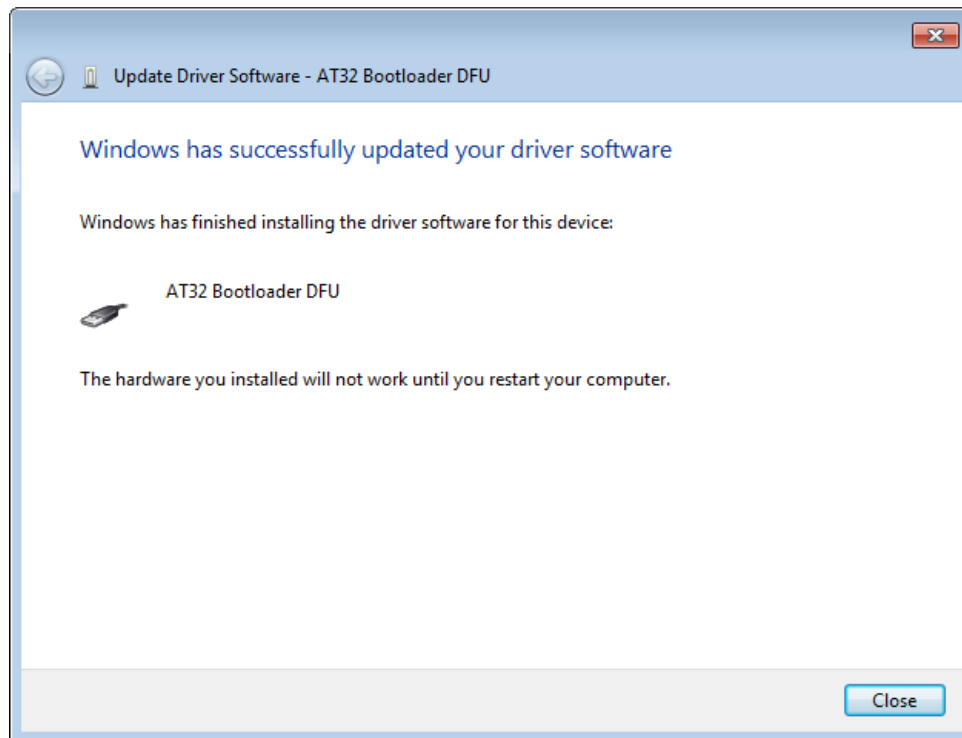 Update Driver Software - AT32 Bootloader DFU
Windows has successfully updated your driver software
Windows has finished installing the driver software for this device:
AT32 Bootloader DFU
The hardware you installed will not work until you restart your computer.
Close